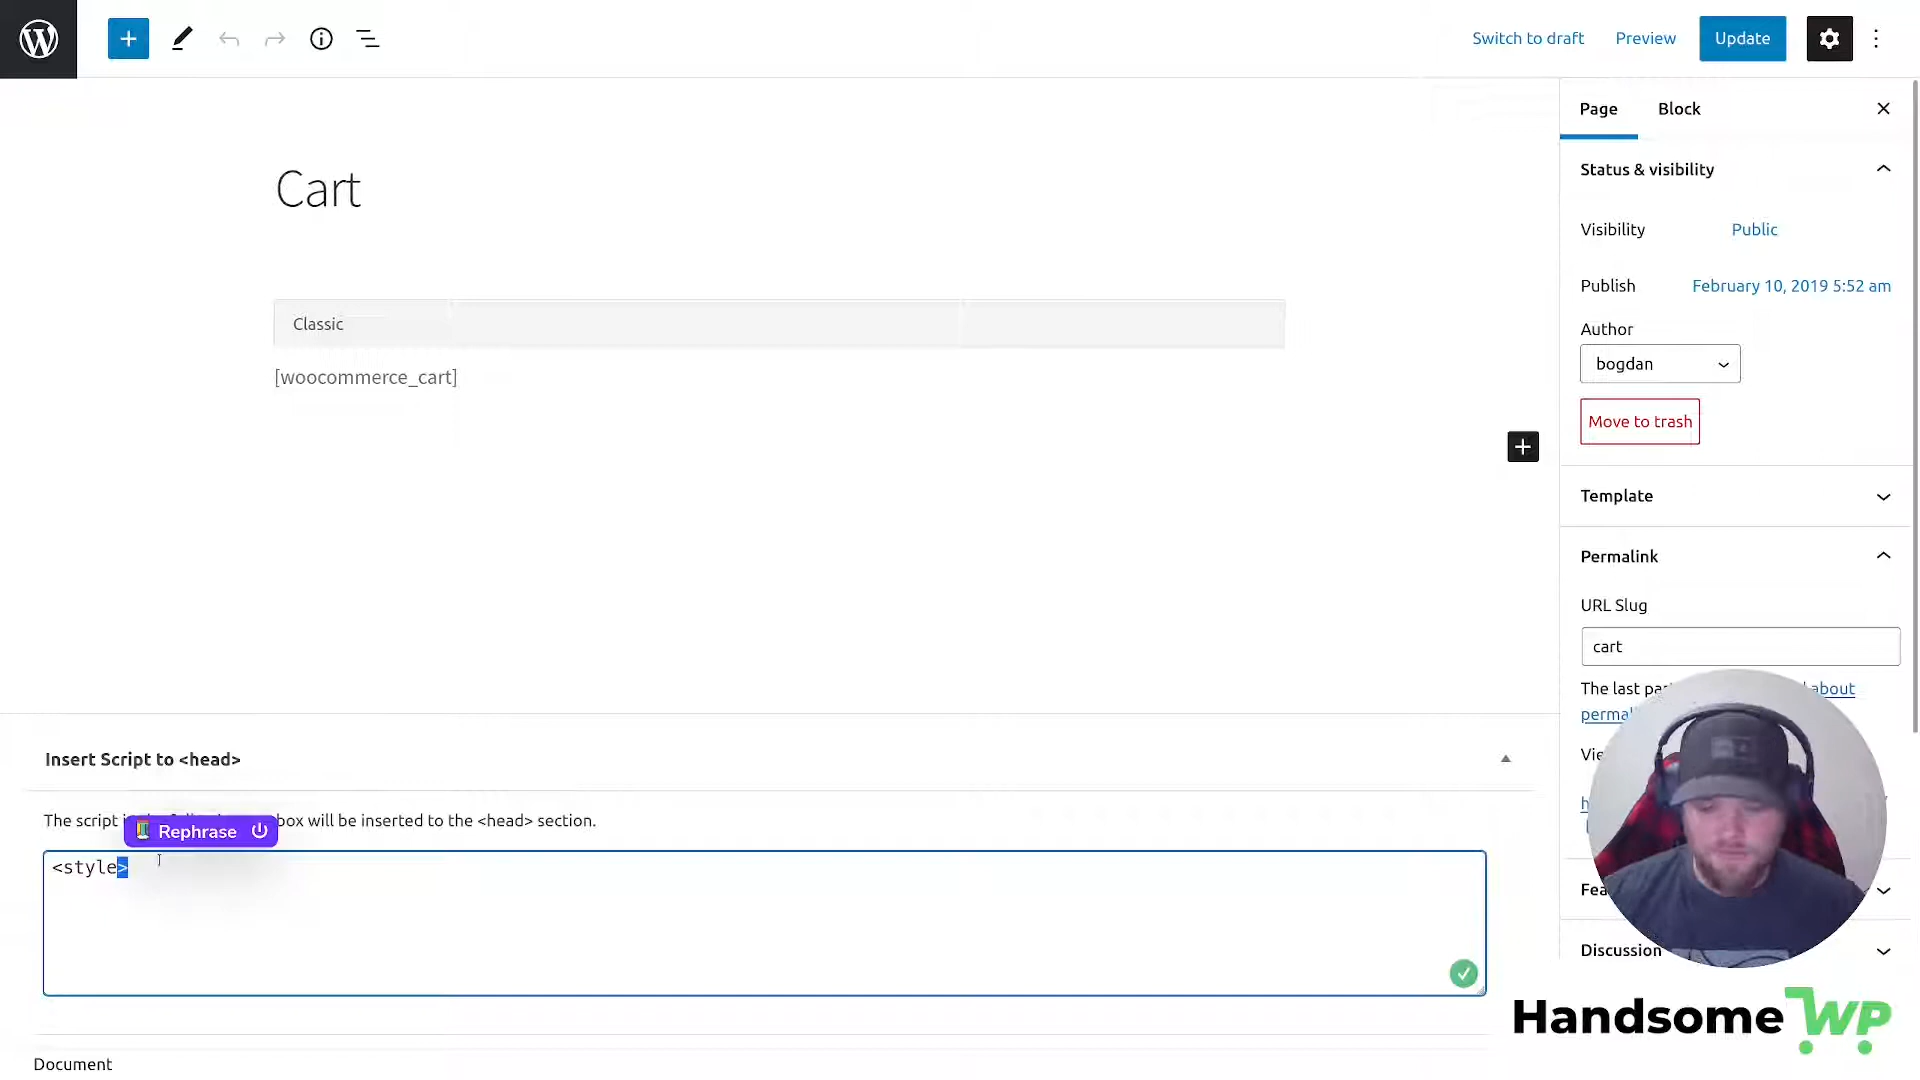 Switch to draft
Preview
Update
Page
Block
Status & visibility
Cart
Visibility
Public
Publish
February 10, 2019 5:52 am
Classic
Author
bogdan
[woocommerce_cart]
Move to trash
Template
Permalink
URL Slug
cart
The last
about
Insert Script to <head>
The script
box will be inserted to the <head> section.
Rephrase
<style>
Discussion
Handsome WP
Document